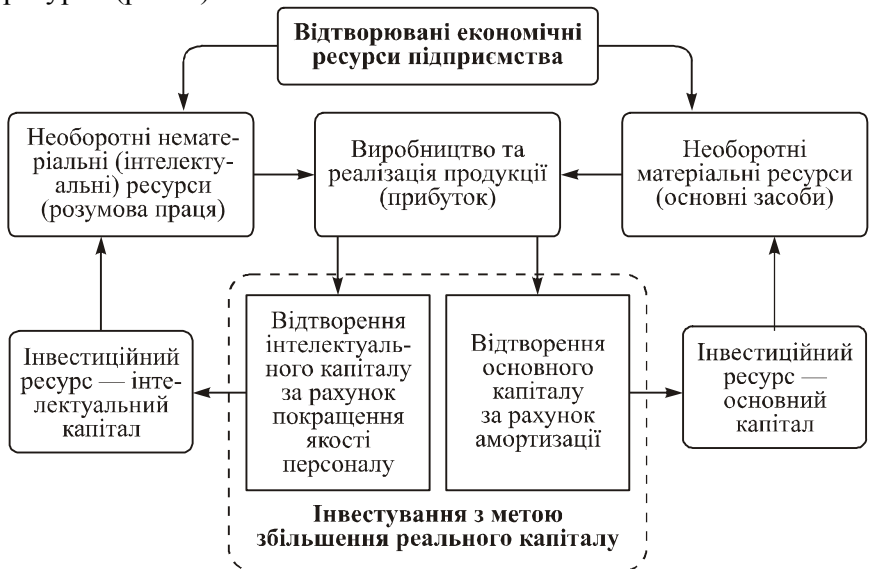 Відтворювані економічні
ресурси підприємства
Необоротні немате-
ріальні (інтелекту-
альні) ресурси
(розумова праця)
Виробництво та
реалізація продукції
(прибуток)
Необоротні
матеріальні ресурси
(основні засоби)
Інвестиційний
ресурс — інте-
лектуальний
капітал
Відтворення
інтелектуаль-
ного капіталу
за рахунок
покращення
якості
персоналу
Відтворення
основного
капіталу
за рахунок
амортизації
Інвестиційний
ресурс —
основний
капітал
Інвестування з метою
збільшення реального капіталу